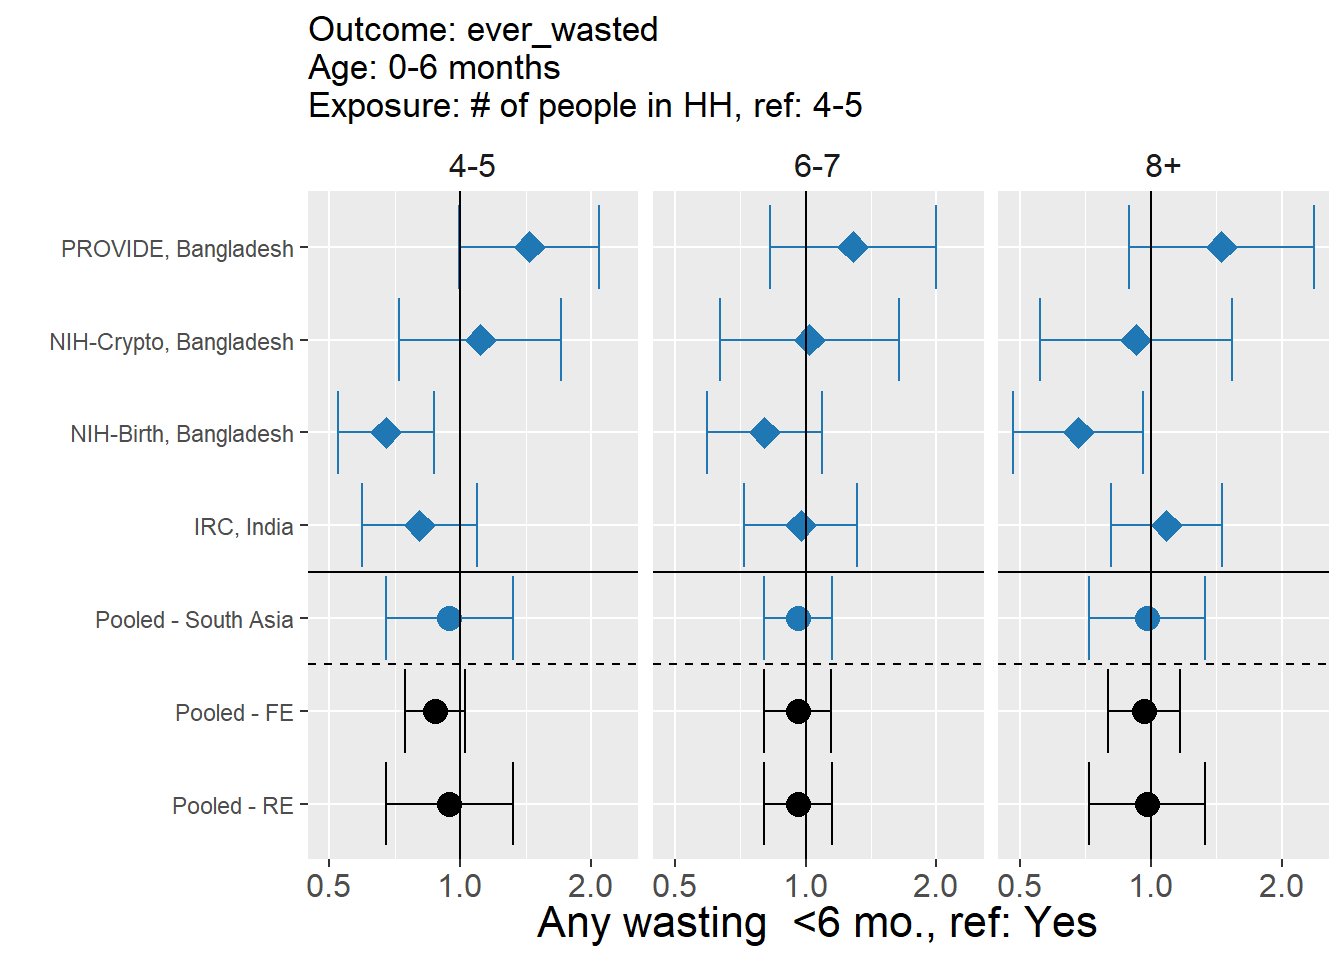 Outcome: ever_wasted
Age: 0-6 months
Exposure: # of people in HH, ref: 4-5
4-5 6-7 8+
PROVIDE, Bangladesh
NIH-Crypto, Bangladesh
NIH-Birth, Bangladesh
IRC, India
Pooled - South Asia
Pooled - FE
Pooled - RE
0.5 1.0 2.0 0.5 1.0 2.0 0.5 1.0 2.0
Any wasting  <6 mo., ref: Yes